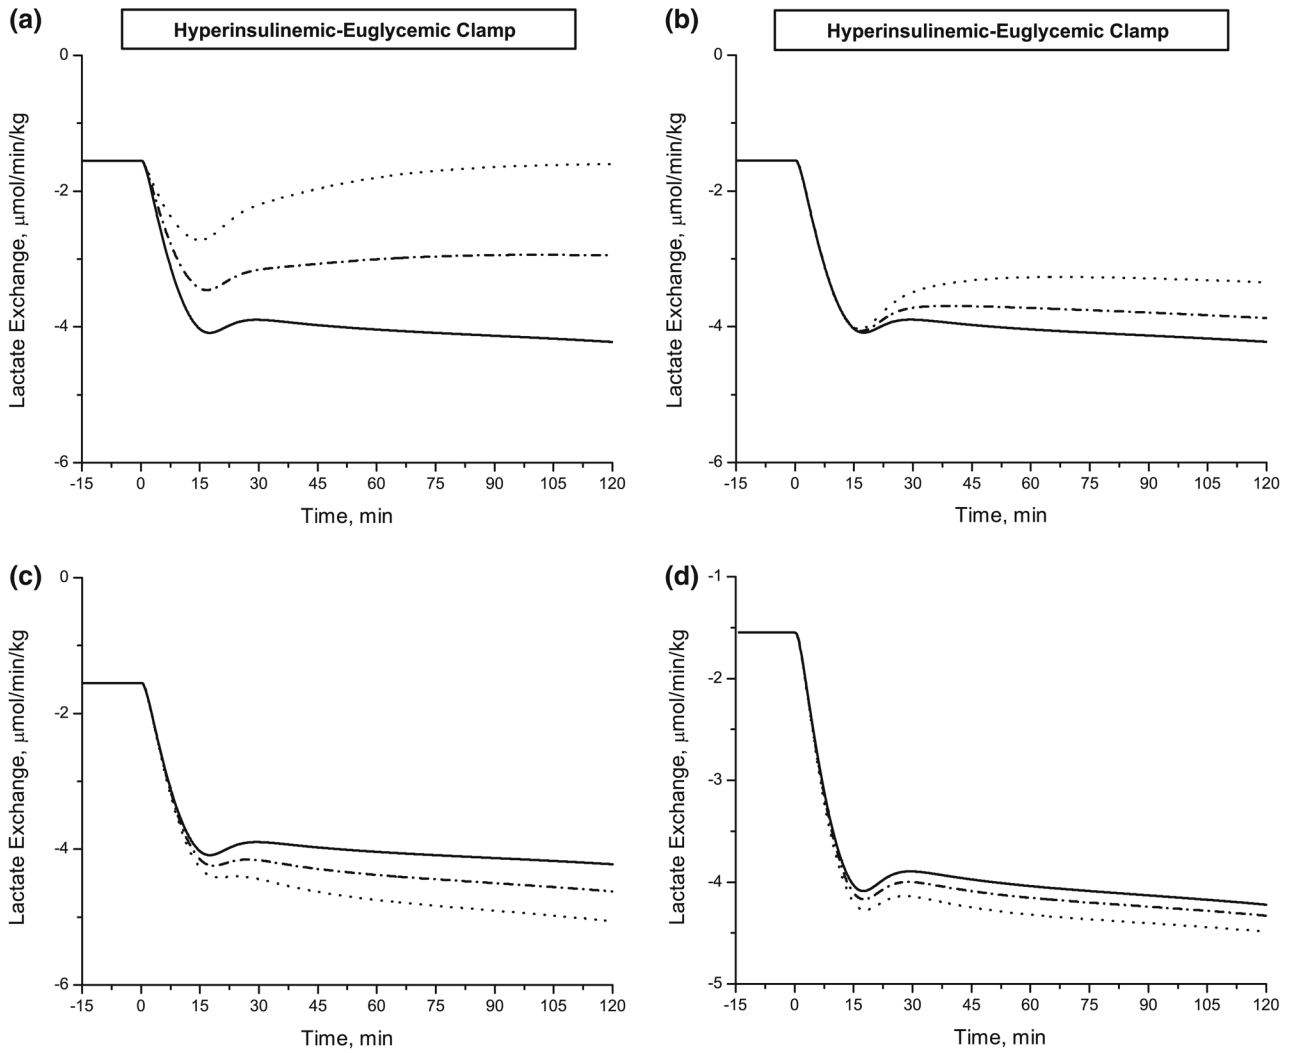 (a)
Hyperinsulinemic-Euglycemic Clamp
0
-2
-4
-6
Lactate Exchange, μmol/min/kg
-15 0 15 30 45 60 75 90 105 120
Time, min
(b)
Hyperinsulinemic-Euglycemic Clamp
0
-2
-4
-6
Lactate Exchange, μmol/min/kg
-15 0 15 30 45 60 75 90 105 120
Time, min
(c)
0
-2
-4
-6
Lactate Exchange, μmol/min/kg
-15 0 15 30 45 60 75 90 105 120
Time, min
(d)
-1
-2
-3
-4
-5
Lactate Exchange, μmol/min/kg
-15 0 15 30 45 60 75 90 105 120
Time, min